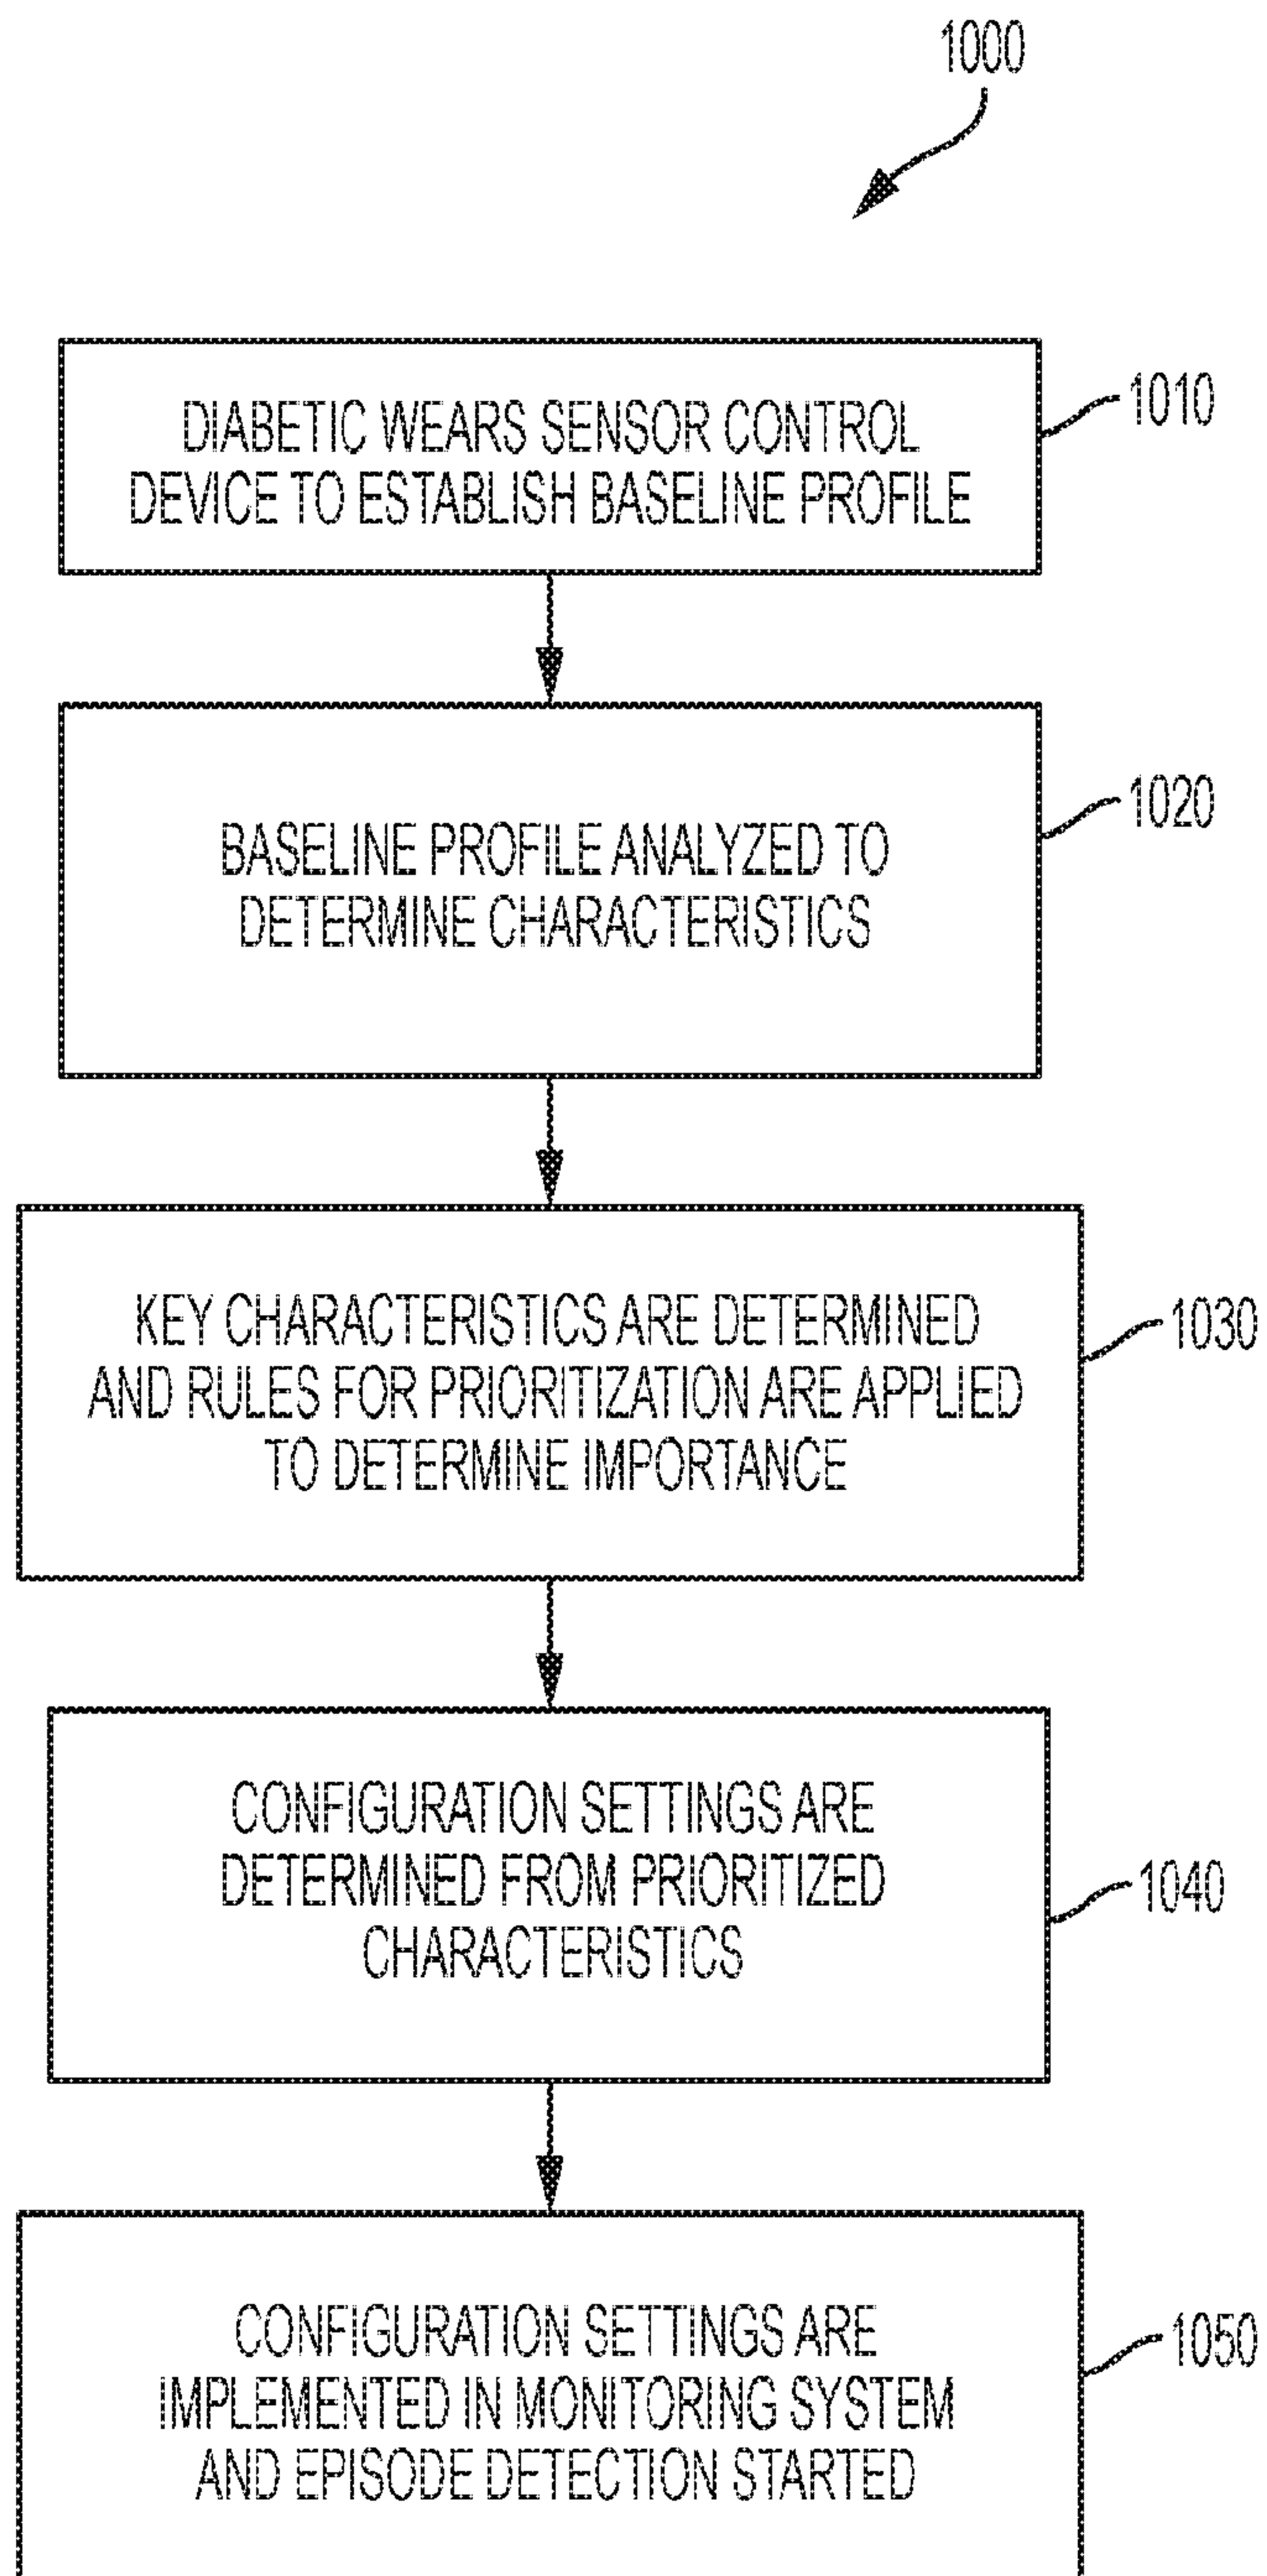 1000
DIABETIC WEARS SENSOR CONTROL
DEVICE TO ESTABLISH BASELINE PROFILE
1010
BASELINE PROFILE ANALYZED TO
DETERMINE CHARACTERISTICS
1020
KEY CHARACTERISTICS ARE DETERMINED
AND RULES FOR PRIORITIZATION ARE APPLIED
TO DETERMINE IMPORTANCE
1030
CONFIGURATION SETTINGS ARE
DETERMINED FROM PRIORITIZED
CHARACTERISTICS
1040
CONFIGURATION SETTINGS ARE
IMPLEMENTED IN MONITORING SYSTEM
AND EPISODE DETECTION STARTED
1050